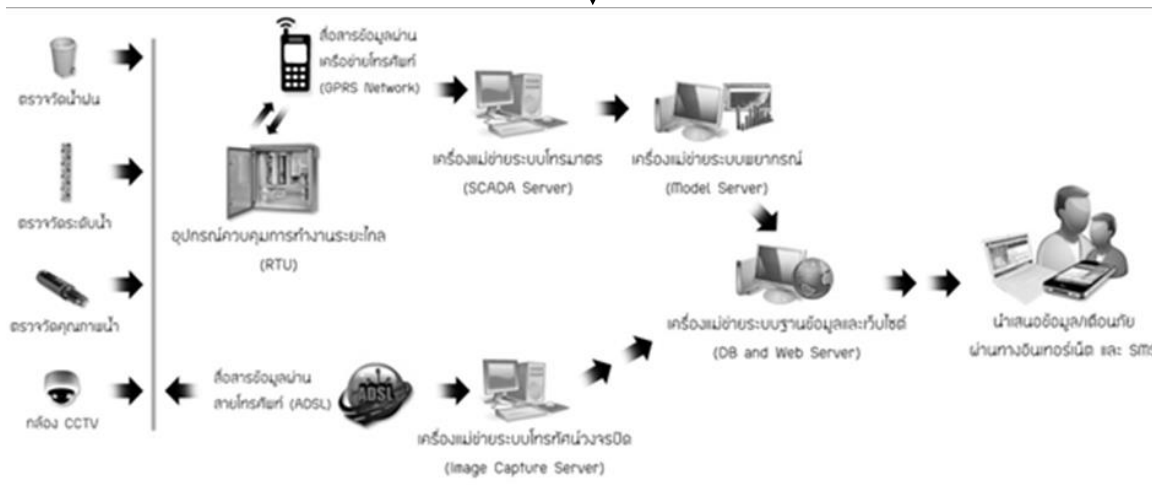 ตรวจวัดน้ำฝน
ตรวจวัดระดับน้ำ
ตรวจวัดคุณภาพน้ำ
กล้อง CCTV
สื่อสารข้อมูลผ่าน
เครือข่ายโทรศัพท์
(GPRS Network)
อุปกรณ์ควบคุมการทำงานระยะไกล
(RTU)
เครื่องแม่ข่ายระบบโทรมาตร
(SCADA Server)
เครื่องแม่ข่ายระบบพยากรณ์
(Model Server)
สื่อสารข้อมูลผ่าน
สายโทรศัพท์ (ADSL)
ADSL
เครื่องแม่ข่ายระบบโทรทัศน์วงจรปิด
(Image Capture Server)
เครื่องแม่ข่ายระบบฐานข้อมูลและเว็บไซต์
(DB and Web Server)
นำเสนอข้อมูล/เตือนภัย
ผ่านทางอินเทอร์เน็ต และ SMS